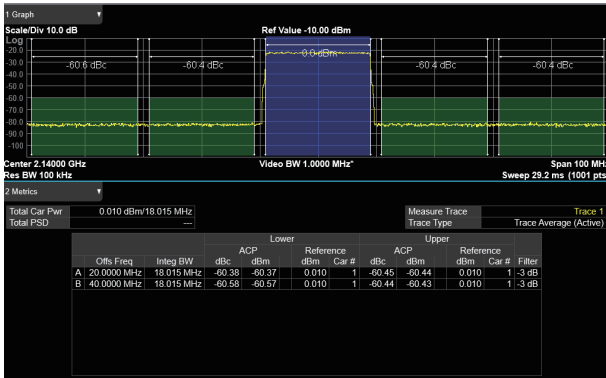 1 Graph
Scale/Div 10.0 dB Ref Value -10.00 dBm
Log
-20.0
0.0 dBm
-30.0 -60.6 dBc -60.4 dBc -60.4 dBc -60.4 dBc
-40.0
-50.0
-60.0
-70.0
-80.0
-90.0
-100
Center 2.14000 GHz Video BW 1.0000 MHz* Span 100 MHz
Res BW 100 kHz Sweep 29.2 ms (1001 pts)
2 Metrics
Total Car Pwr 0.010 dBm/18.015 MHz Measure Trace Trace 1
Total PSD --- Trace Type Trace Average (Active)
Lower Upper
ACP Reference ACP Reference
Offs Freq Integ BW dBc dBm dBm Car # dBc dBm dBm Car # Filter
A 20.0000 MHz 18.015 MHz -60.38 -60.37 0.010 1 -60.45 -60.44 0.010 1 -3 dB
B 40.0000 MHz 18.015 MHz -60.58 -60.57 0.010 1 -60.44 -60.43 0.010 1 -3 dB